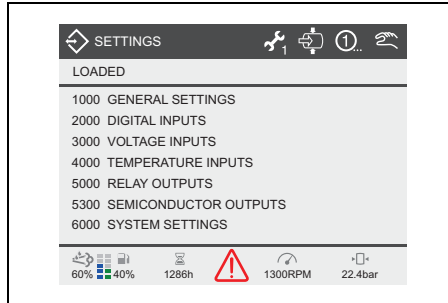 SETTINGS
1
1...
LOADED
1000 GENERAL SETTINGS
2000 DIGITAL INPUTS
3000 VOLTAGE INPUTS
4000 TEMPERATURE INPUTS
5000 RELAY OUTPUTS
5300 SEMICONDUCTOR OUTPUTS
6000 SYSTEM SETTINGS
60% 40% 1286h 1300RPM 22.4bar